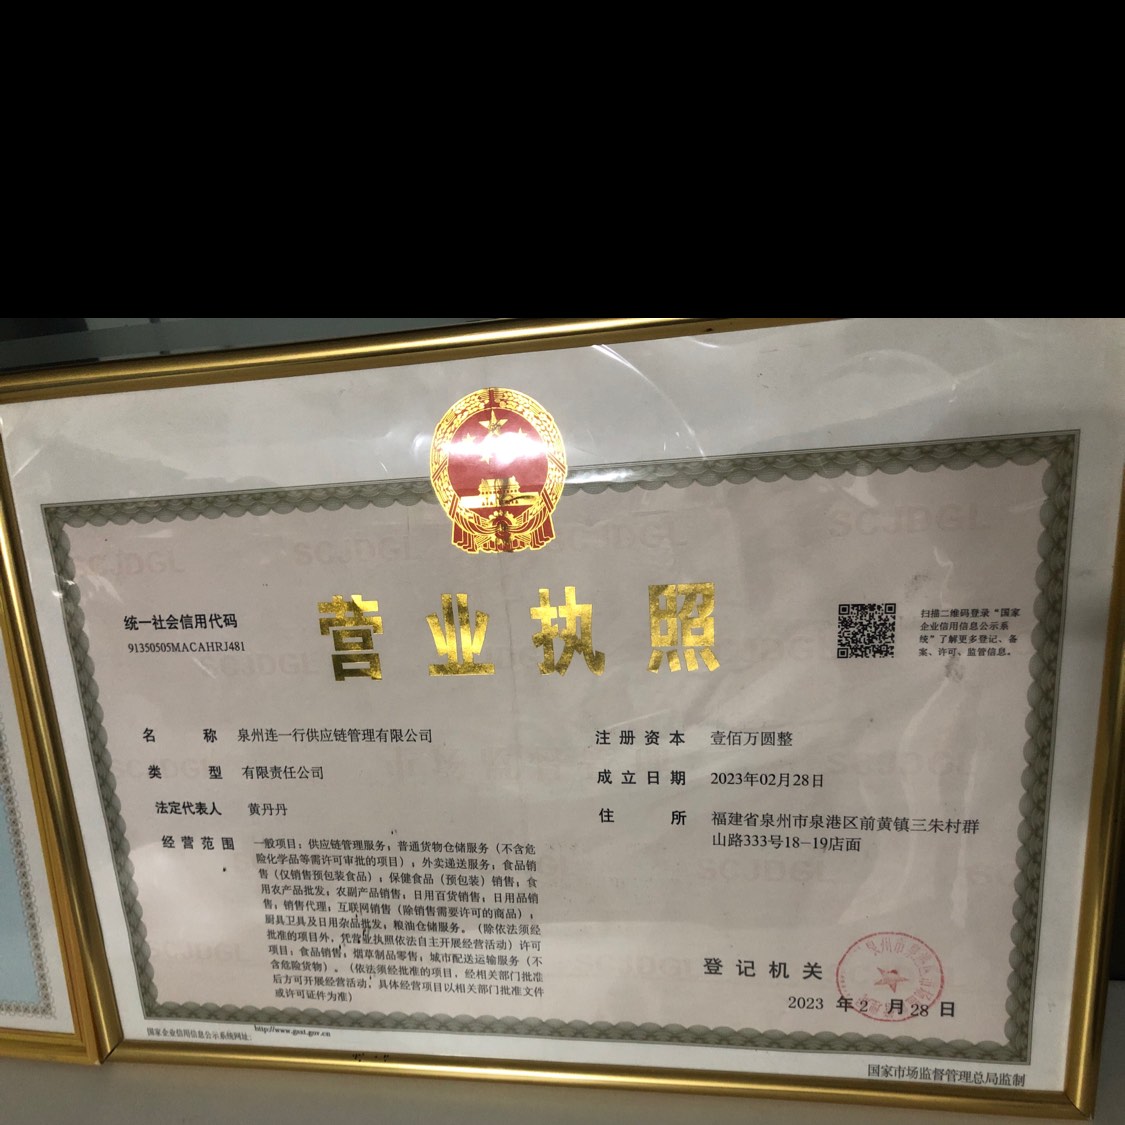 营业执照
统一社会信用代码
91350505MACAHRJ481
扫描二维码登录“国家
企业信用信息公示系
统”了解更多登记、备
案、许可、监管信息。
名称 泉州连一行供应链管理有限公司
类型 有限责任公司
法定代表人 黄丹丹
经营范围 一般项目：供应链管理服务；普通货物仓储服务（不含危
险化学品等需许可审批的项目）；外卖递送服务；食品销
售（仅销售预包装食品）；保健食品（预包装）销售；食
用农产品批发；农副产品销售；日用百货销售；日用品销
售；销售代理；互联网销售（除销售需要许可的商品）；
厨具卫具及日用杂品批发；粮油仓储服务。（除依法须经
批准的项目外，凭营业执照依法自主开展经营活动）许可
项目：食品销售；烟草制品零售；城市配送运输服务（不
含危险货物）。（依法须经批准的项目，经相关部门批准
后方可开展经营活动，具体经营项目以相关部门批准文件
或许可证件为准）
注册资本 壹佰万圆整
成立日期 2023年02月28日
住所 福建省泉州市泉港区前黄镇三朱村群
山路333号18-19店面
登记机关
2023 年 2 月 28 日
国家企业信用信息公示系统网址：
http://www.gsxt.gov.cn
国家市场监督管理总局监制
SCJDGL